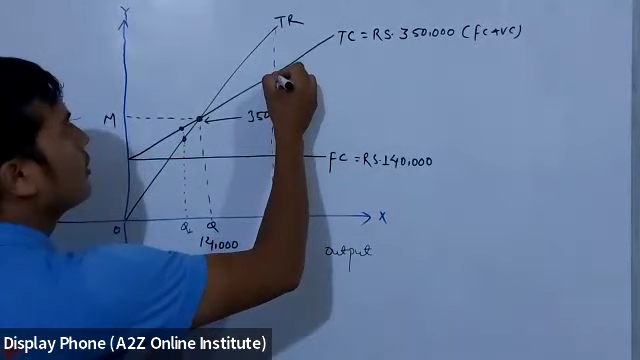 Y
TR
TC = RS. 350,000 (FC+VC)
M
350
FC = RS.140,000
O
Q₁
Q
X
14,000
output
Display Phone (A2Z Online Institute)